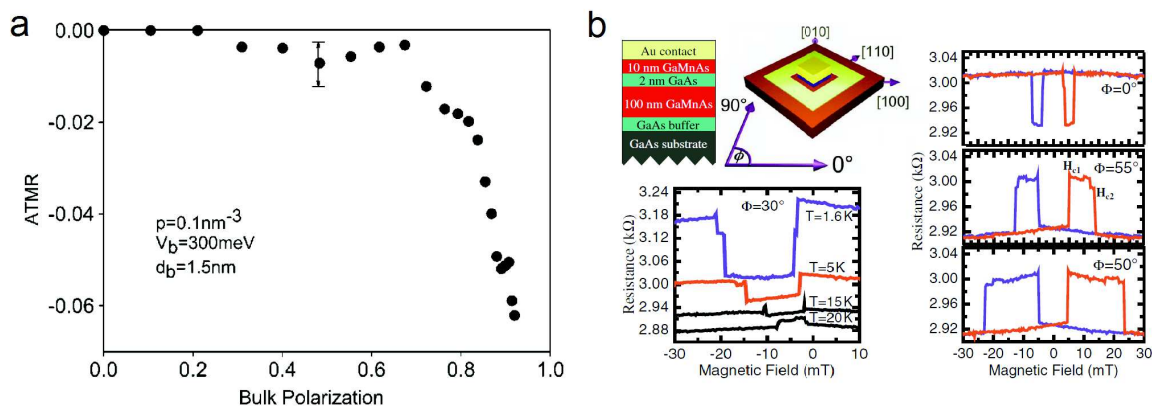 a
0.00
-0.02
-0.04
-0.06
ATMR
p=0.1nm-3
Vb=300meV
db=1.5nm
0.0 0.2 0.4 0.6 0.8 1.0
Bulk Polarization
b
Au contact
10 nm GaMnAs
2 nm GaAs
100 nm GaMnAs
GaAs buffer
GaAs substrate
[010]
[110]
[100]
90°
ϕ
0°
3.24
3.16
3.12
3.00
2.94
2.88
Resistance (kΩ)
Φ=30°
T=1.6K
T=5K
T=15K
T=20K
-30 -20 -10 0 10
Magnetic Field (mT)
3.04
3.00
2.96
2.92
Φ=0°
3.04
3.00
2.96
2.92
Hc1
Φ=55°
Hc2
3.04
3.00
2.96
2.92
Φ=50°
Resistance (kΩ)
-30 -20 -10 0 10 20 30
Magnetic Field (mT)